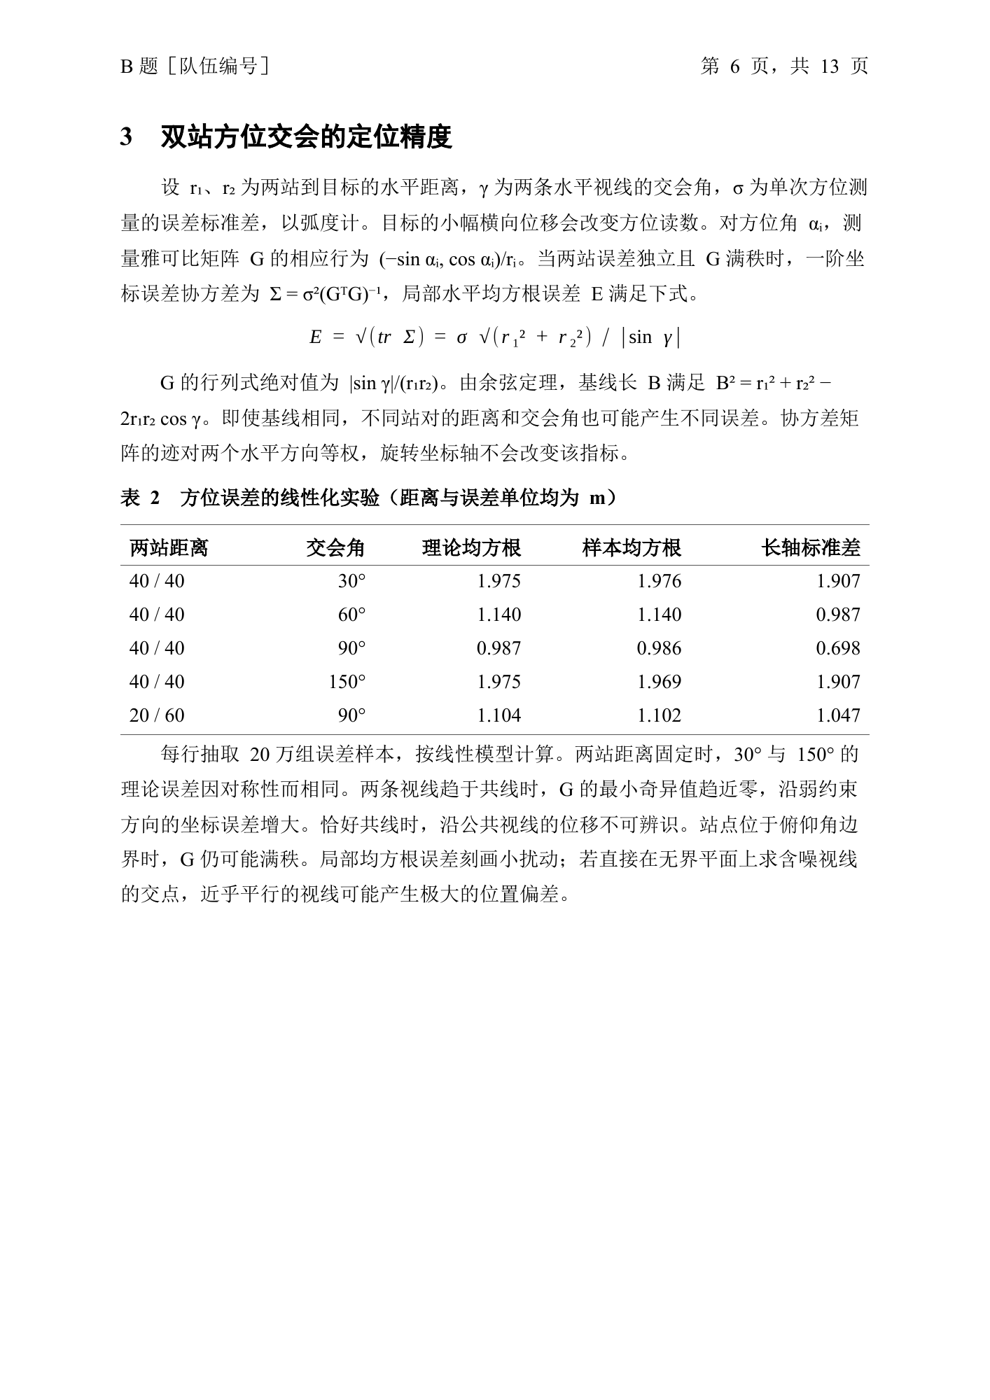 B 题［队伍编号］ 第 6 页，共 13 页
3 双站方位交会的定位精度
设 r₁、r₂ 为两站到目标的水平距离，γ 为两条水平视线的交会角，σ 为单次方位测
量的误差标准差，以弧度计。目标的小幅横向位移会改变方位读数。对方位角 αᵢ，测
量雅可比矩阵 G 的相应行为 (−sin αᵢ, cos αᵢ)/rᵢ。当两站误差独立且 G 满秩时，一阶坐
标误差协方差为 Σ = σ²(GᵀG)⁻¹，局部水平均方根误差 E 满足下式。
E = √(tr Σ) = σ √(r₁² + r₂²) / |sin γ|
G 的行列式绝对值为 |sin γ|/(r₁r₂)。由余弦定理，基线长 B 满足 B² = r₁² + r₂² −
2r₁r₂ cos γ。即使基线相同，不同站对的距离和交会角也可能产生不同误差。协方差矩
阵的迹对两个水平方向等权，旋转坐标轴不会改变该指标。
表 2 方位误差的线性化实验（距离与误差单位均为 m）
两站距离 交会角 理论均方根 样本均方根 长轴标准差
40 / 40 30° 1.975 1.976 1.907
40 / 40 60° 1.140 1.140 0.987
40 / 40 90° 0.987 0.986 0.698
40 / 40 150° 1.975 1.969 1.907
20 / 60 90° 1.104 1.102 1.047
每行抽取 20 万组误差样本，按线性模型计算。两站距离固定时，30° 与 150° 的
理论误差因对称性而相同。两条视线趋于共线时，G 的最小奇异值趋近零，沿弱约束
方向的坐标误差增大。恰好共线时，沿公共视线的位移不可辨识。站点位于俯仰角边
界时，G 仍可能满秩。局部均方根误差刻画小扰动；若直接在无界平面上求含噪视线
的交点，近乎平行的视线可能产生极大的位置偏差。